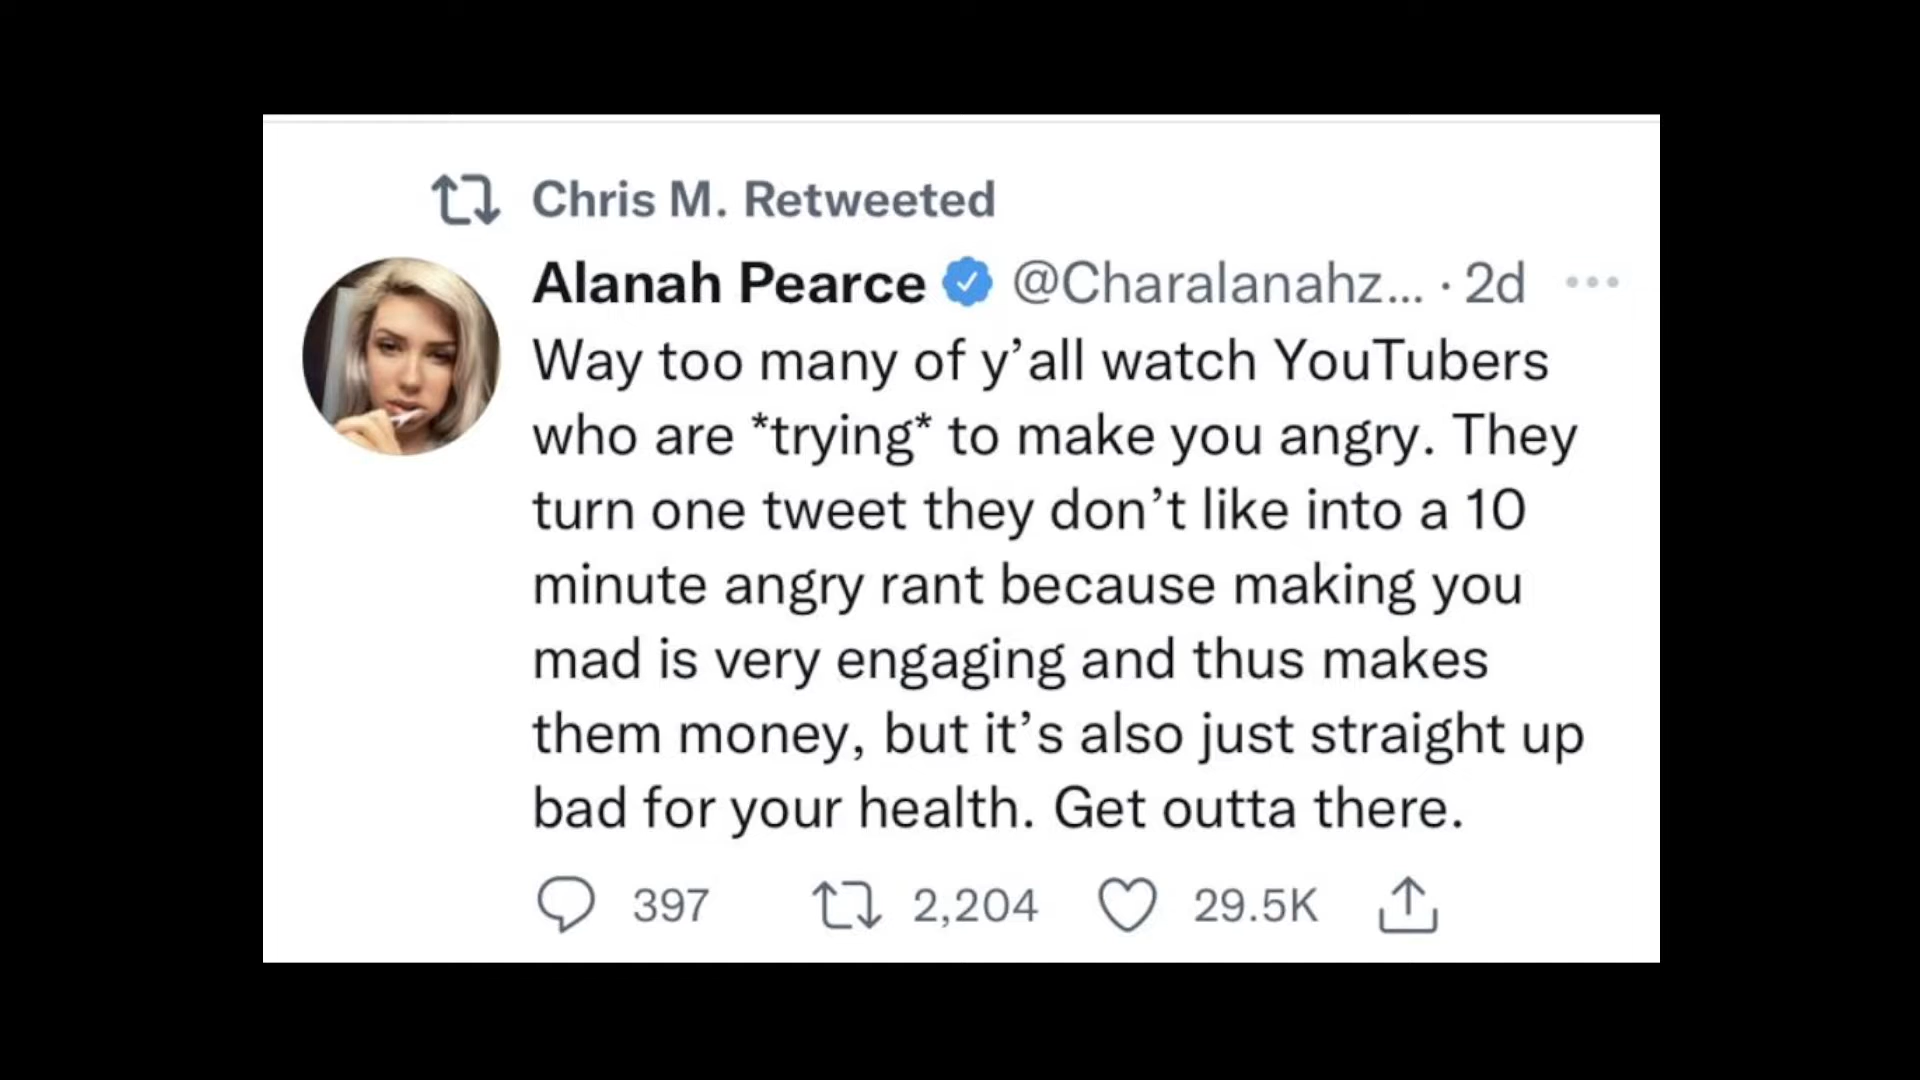 Chris M. Retweeted
Alanah Pearce @Charalanahz... · 2d
Way too many of y’all watch YouTubers
who are *trying* to make you angry. They
turn one tweet they don’t like into a 10
minute angry rant because making you
mad is very engaging and thus makes
them money, but it’s also just straight up
bad for your health. Get outta there.
397 2,204 29.5K